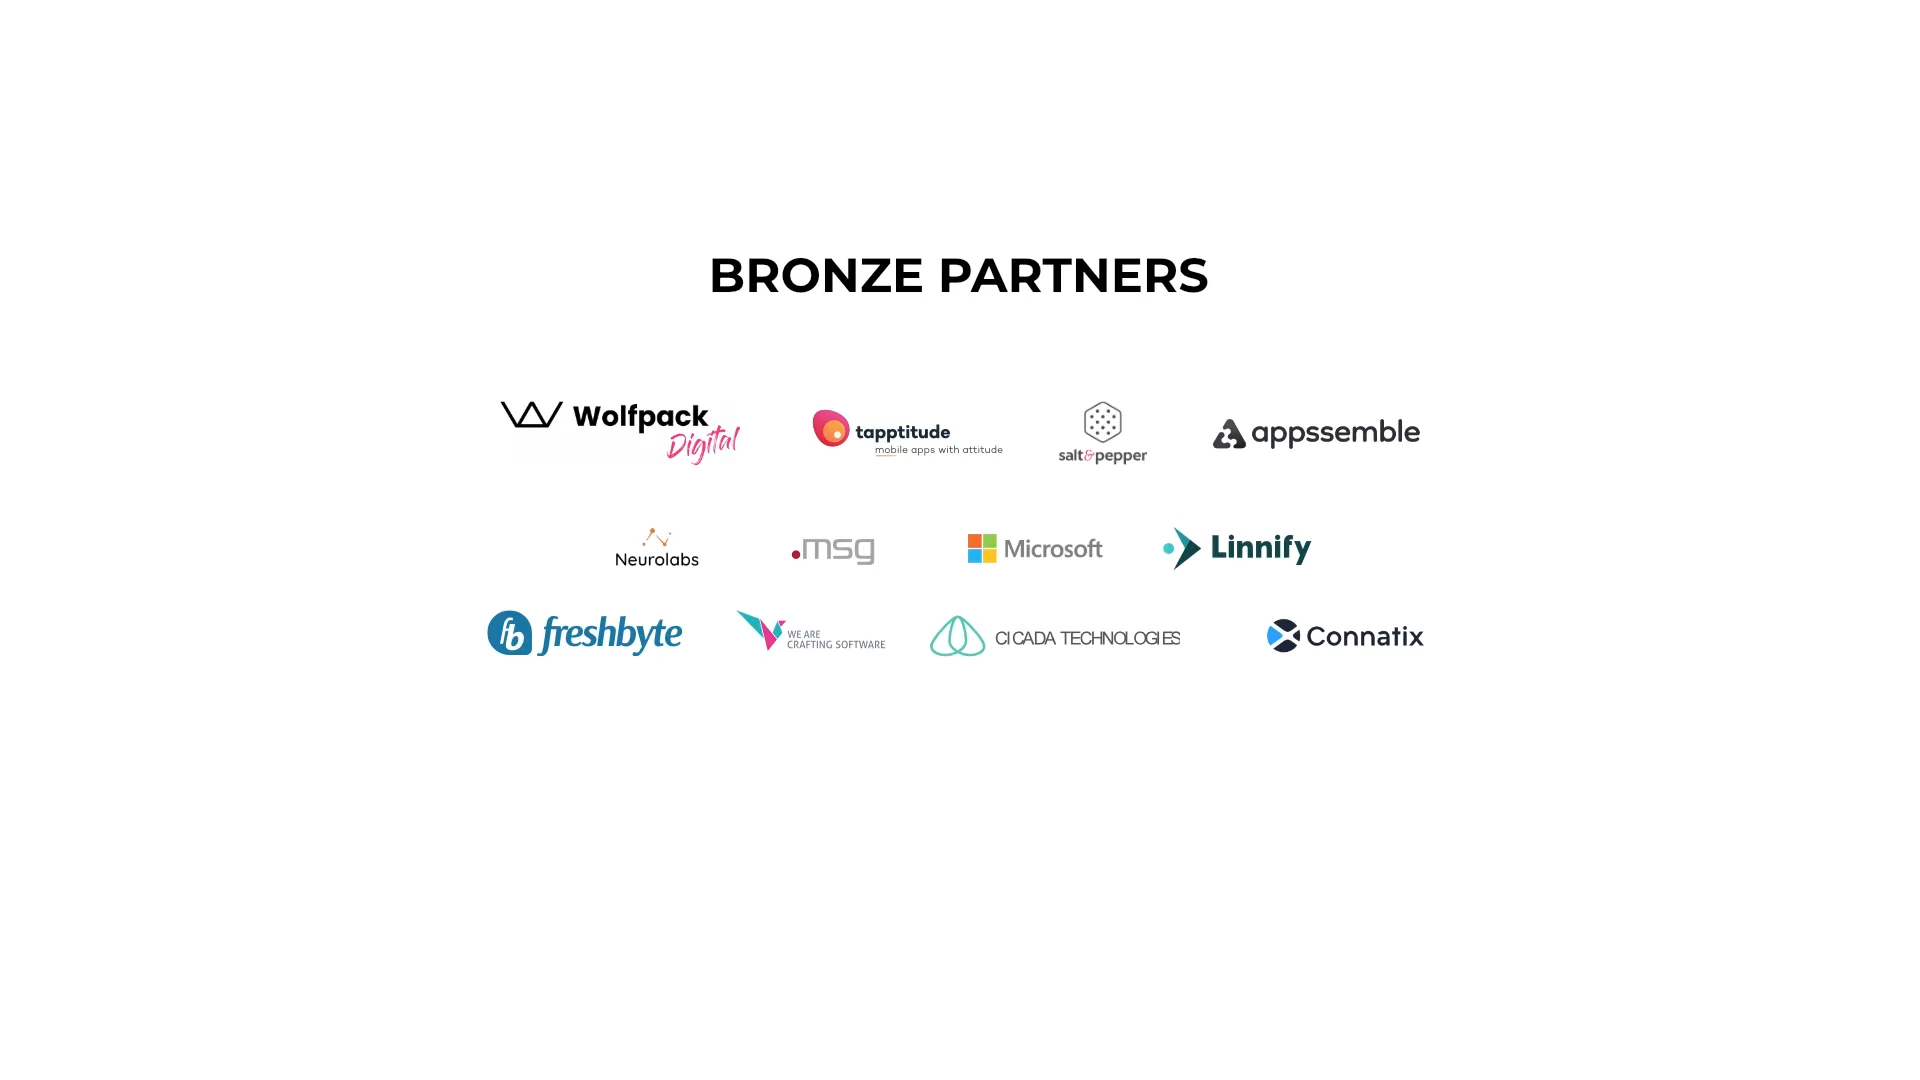 BRONZE PARTNERS
Wolfpack
Digital
tapptitude
mobile apps with attitude
salt&pepper
appssemble
Neurolabs
.msg
Microsoft
Linnify
fb freshbyte
WE ARE
CRAFTING SOFTWARE
CICADA TECHNOLOGIES
Connatix